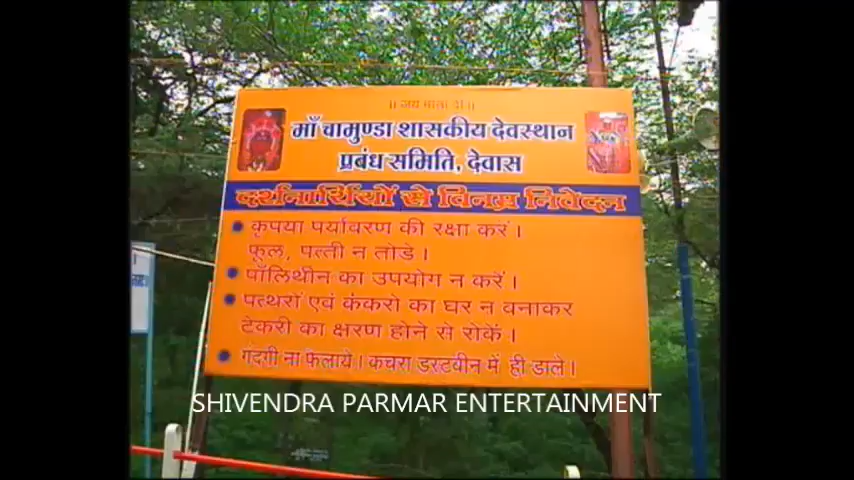 ॥ जय माता दी ॥
माँ चामुण्डा शासकीय देवस्थान
प्रबंध समिति, देवास
दर्शनार्थियों से विनम्र निवेदन
कृपया पर्यावरण की रक्षा करें।
फूल, पत्ती न तोडे।
पॉलिथीन का उपयोग न करें।
पत्थरों एवं कंकरो का घर न बनाकर
टेकरी का क्षरण होने से रोकें।
गंदगी ना फेलाये। कचरा डस्टबीन में ही डाले।
SHIVENDRA PARMAR ENTERTAINMENT